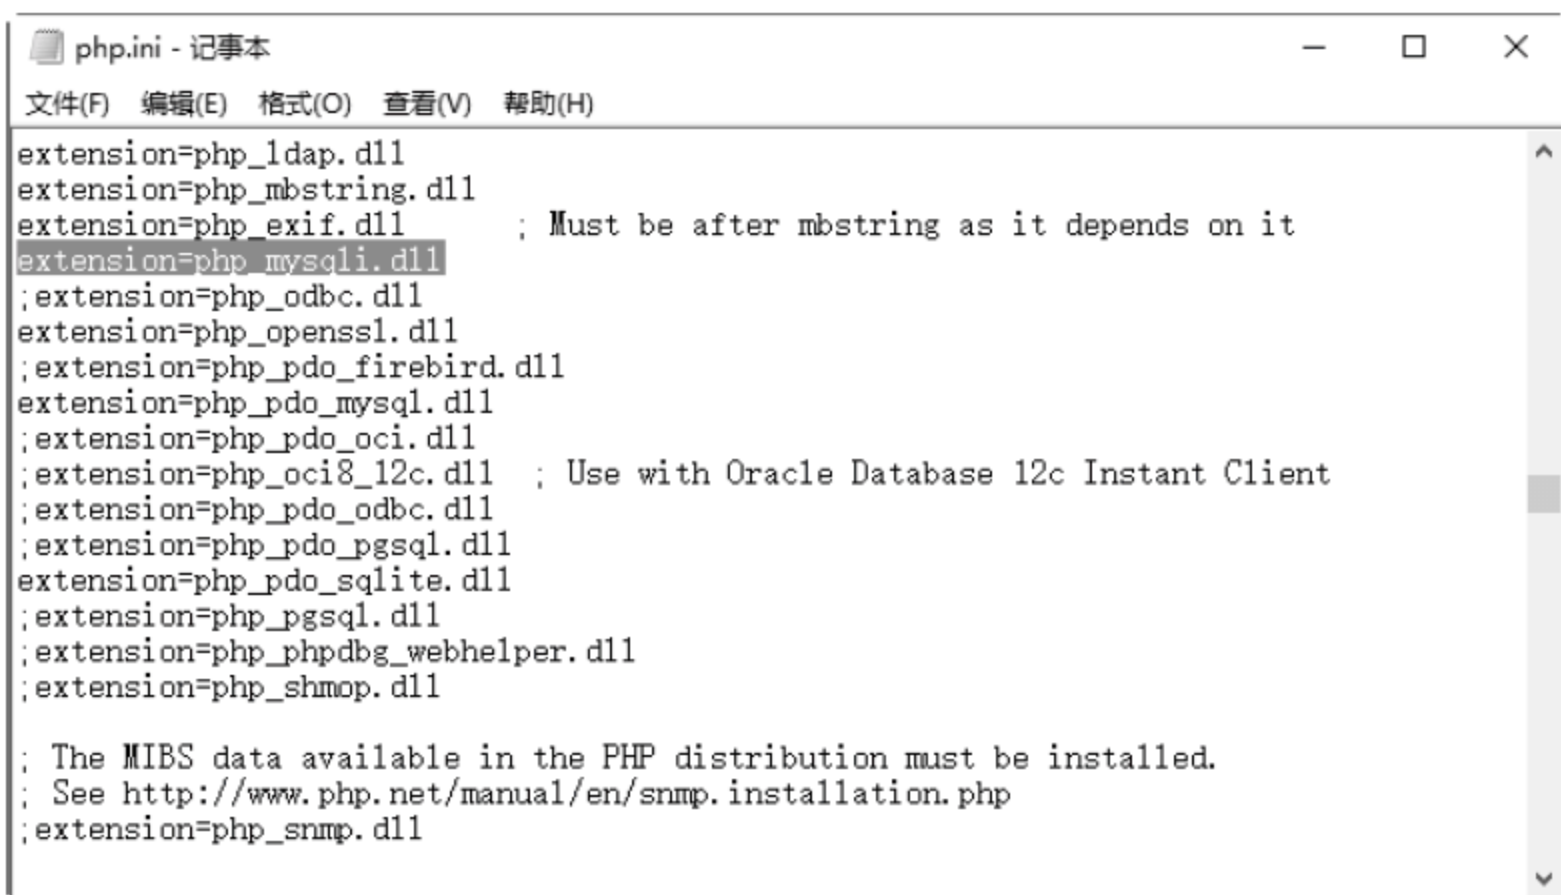 php.ini - 记事本
文件(F) 编辑(E) 格式(O) 查看(V) 帮助(H)
extension=php_ldap.dll
extension=php_mbstring.dll
extension=php_exif.dll      ; Must be after mbstring as it depends on it
extension=php_mysqli.dll
;extension=php_odbc.dll
extension=php_openssl.dll
;extension=php_pdo_firebird.dll
extension=php_pdo_mysql.dll
;extension=php_pdo_oci.dll
;extension=php_oci8_12c.dll  ; Use with Oracle Database 12c Instant Client
;extension=php_pdo_odbc.dll
;extension=php_pdo_pgsql.dll
extension=php_pdo_sqlite.dll
;extension=php_pgsql.dll
;extension=php_phpdbg_webhelper.dll
;extension=php_shmop.dll
; The MIBS data available in the PHP distribution must be installed.
; See http://www.php.net/manual/en/snmp.installation.php
;extension=php_snmp.dll